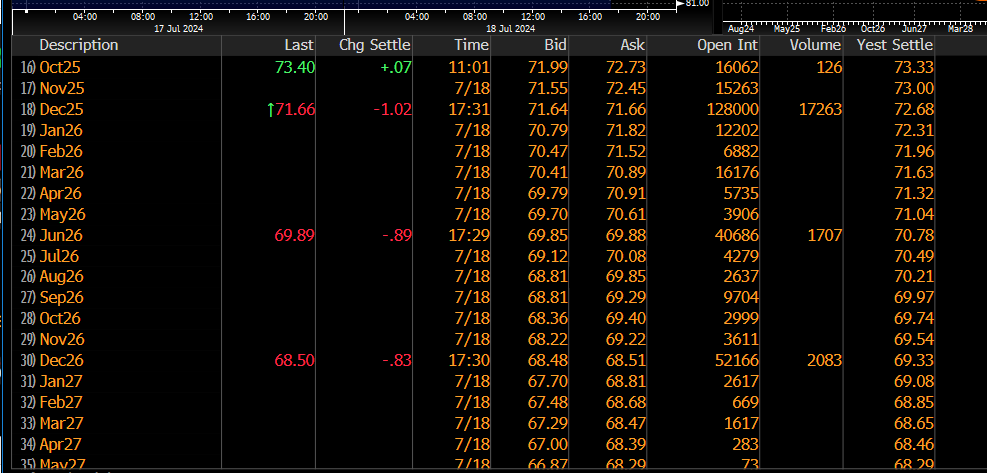 04:00 08:00 12:00 16:00 20:00 04:00 08:00 12:00 16:00 20:00 81.00
17 Jul 2024 18 Jul 2024 Aug24 May25 Feb26 Oct26 Jun27 Mar28
Description Last Chg Settle Time Bid Ask Open Int Volume Yest Settle
16) Oct25 73.40 +.07 11:01 71.99 72.73 16062 126 73.33
17) Nov25 7/18 71.55 72.45 15263 73.00
18) Dec25 ↑71.66 -1.02 17:31 71.64 71.66 128000 17263 72.68
19) Jan26 7/18 70.79 71.82 12202 72.31
20) Feb26 7/18 70.47 71.52 6882 71.96
21) Mar26 7/18 70.41 70.89 16176 71.63
22) Apr26 7/18 69.79 70.91 5735 71.32
23) May26 7/18 69.70 70.61 3906 71.04
24) Jun26 69.89 -.89 17:29 69.85 69.88 40686 1707 70.78
25) Jul26 7/18 69.12 70.08 4279 70.49
26) Aug26 7/18 68.81 69.85 2637 70.21
27) Sep26 7/18 68.81 69.29 9704 69.97
28) Oct26 7/18 68.36 69.40 2999 69.74
29) Nov26 7/18 68.22 69.22 3611 69.54
30) Dec26 68.50 -.83 17:30 68.48 68.51 52166 2083 69.33
31) Jan27 7/18 67.70 68.81 2617 69.08
32) Feb27 7/18 67.48 68.68 669 68.85
33) Mar27 7/18 67.29 68.47 1617 68.65
34) Apr27 7/18 67.00 68.39 283 68.46
35) May27 7/18 66.87 68.29 73 68.29